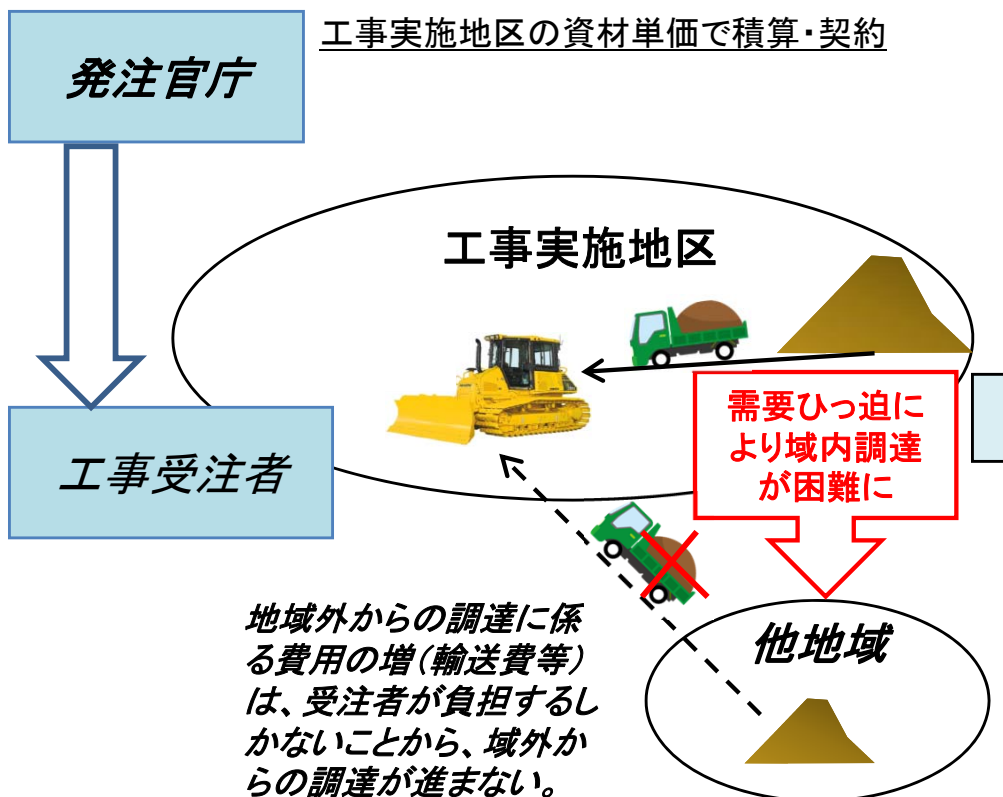 工事実施地区の資材単価で積算・契約
発注官庁
工事実施地区
需要ひっ迫に
より域内調達
が困難に
工事受注者
地域外からの調達に係
る費用の増(輸送費等)
は、受注者が負担するし
かないことから、域外か
らの調達が進まない。
他地域